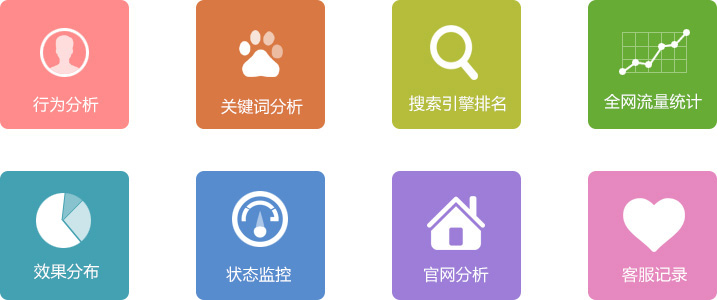 行为分析
关键词分析
搜索引擎排名
全网流量统计
效果分布
状态监控
官网分析
客服记录